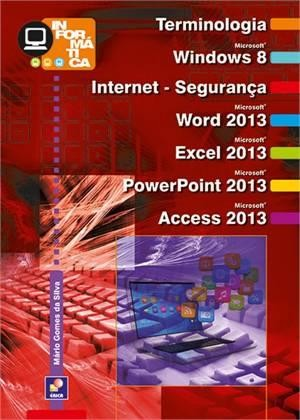 INFORMÁTICA
Terminologia
Microsoft®
Windows 8
Internet - Segurança
Microsoft®
Word 2013
Microsoft®
Excel 2013
Microsoft®
PowerPoint 2013
Microsoft®
Access 2013
Mário Gomes da Silva
ÉRICA